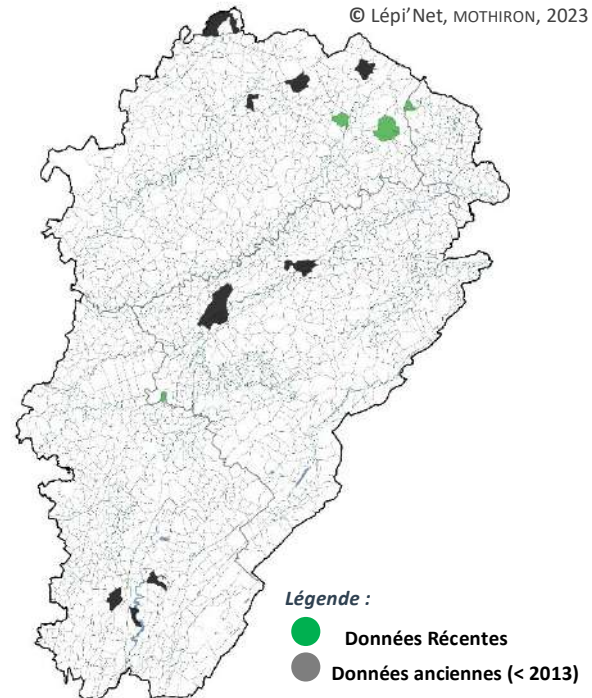 © Lépi’Net, MOTHIRON, 2023
Légende :
Données Récentes
Données anciennes (< 2013)